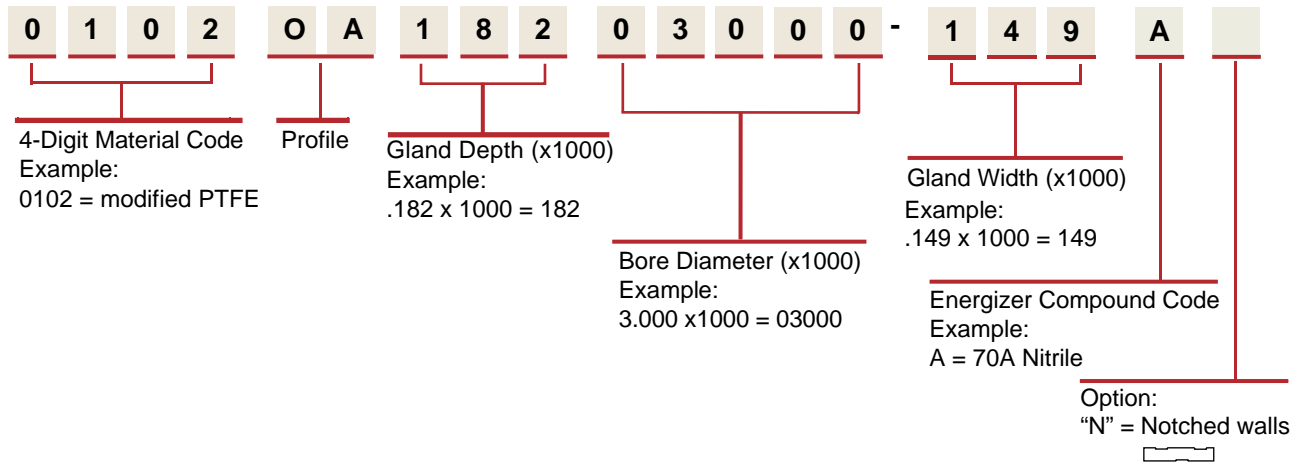 0 1 0 2 O A 1 8 2 0 3 0 0 0 - 1 4 9 A
4-Digit Material Code
Example:
0102 = modified PTFE
Profile
Gland Depth (x1000)
Example:
.182 x 1000 = 182
Bore Diameter (x1000)
Example:
3.000 x1000 = 03000
Gland Width (x1000)
Example:
.149 x 1000 = 149
Energizer Compound Code
Example:
A = 70A Nitrile
Option:
“N” = Notched walls